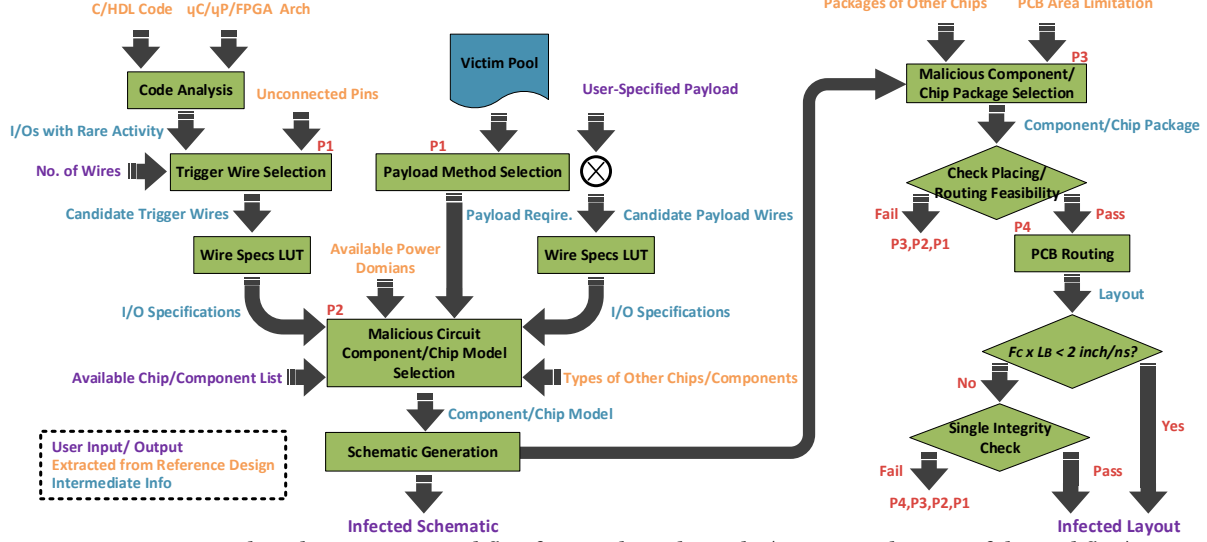 C/HDL Code
μC/μP/FPGA Arch
Packages of Other Chips
PCB Area Limitation
Code Analysis
Unconnected Pins
I/Os with Rare Activity
No. of Wires
P1
Trigger Wire Selection
Candidate Trigger Wires
Wire Specs LUT
I/O Specifications
Victim Pool
User-Specified Payload
P1
Payload Method Selection
Payload Reqire.
Candidate Payload Wires
Wire Specs LUT
Available Power
Domians
I/O Specifications
P2
Malicious Circuit
Component/Chip Model
Selection
Available Chip/Component List
Types of Other Chips/Components
Component/Chip Model
Schematic Generation
Infected Schematic
User Input/ Output
Extracted from Reference Design
Intermediate Info
P3
Malicious Component/
Chip Package Selection
Component/Chip Package
Check Placing/
Routing Feasibility
Fail
P3,P2,P1
Pass
P4
PCB Routing
Layout
FC x LB < 2 inch/ns?
No
Yes
Single Integrity
Check
Fail
P4,P3,P2,P1
Pass
Infected Layout